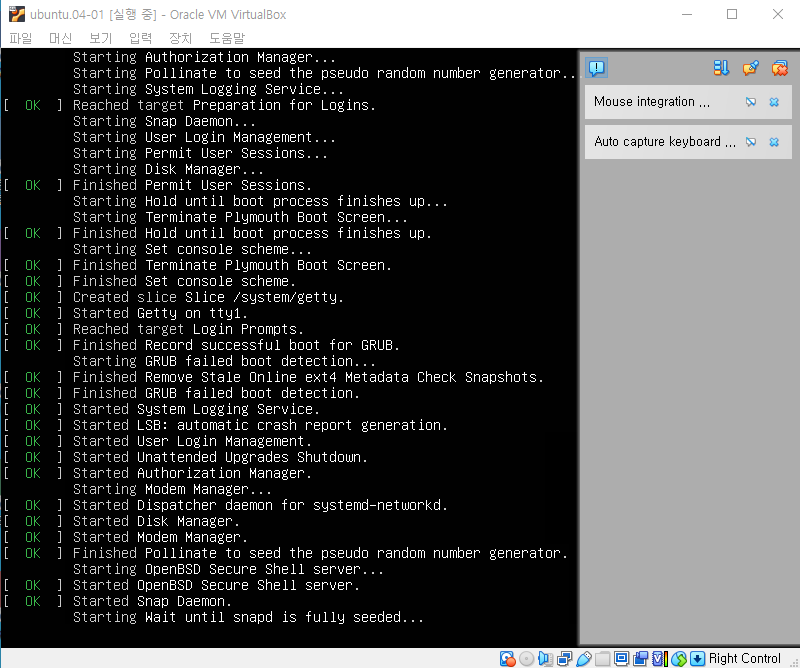 ubuntu.04-01 [실행 중] - Oracle VM VirtualBox
파일 머신 보기 입력 장치 도움말
Starting Authorization Manager...
Starting Pollinate to seed the pseudo random number generator...
Starting System Logging Service...
[ OK ] Reached target Preparation for Logins.
Starting Snap Daemon...
Starting User Login Management...
Starting Permit User Sessions...
Starting Disk Manager...
[ OK ] Finished Permit User Sessions.
Starting Hold until boot process finishes up...
Starting Terminate Plymouth Boot Screen...
[ OK ] Finished Hold until boot process finishes up.
Starting Set console scheme...
[ OK ] Finished Terminate Plymouth Boot Screen.
[ OK ] Finished Set console scheme.
[ OK ] Created slice Slice /system/getty.
[ OK ] Started Getty on tty1.
[ OK ] Reached target Login Prompts.
[ OK ] Finished Record successful boot for GRUB.
Starting GRUB failed boot detection...
[ OK ] Finished Remove Stale Online ext4 Metadata Check Snapshots.
[ OK ] Finished GRUB failed boot detection.
[ OK ] Started System Logging Service.
[ OK ] Started LSB: automatic crash report generation.
[ OK ] Started User Login Management.
[ OK ] Started Unattended Upgrades Shutdown.
[ OK ] Started Authorization Manager.
Starting Modem Manager...
[ OK ] Started Dispatcher daemon for systemd-networkd.
[ OK ] Started Disk Manager.
[ OK ] Started Modem Manager.
[ OK ] Finished Pollinate to seed the pseudo random number generator.
Starting OpenBSD Secure Shell server...
[ OK ] Started OpenBSD Secure Shell server.
[ OK ] Started Snap Daemon.
Starting Wait until snapd is fully seeded...
Mouse integration ...
Auto capture keyboard ...
Right Control